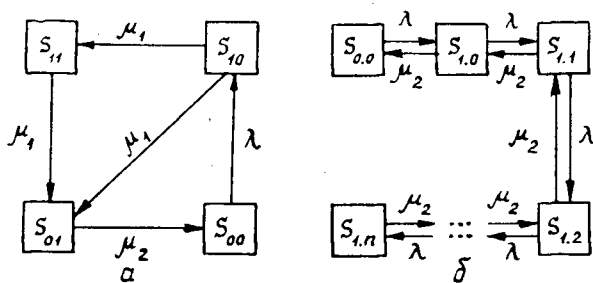 S₁₁ μ₁ S₁₀
μ₁ μ₁ λ
S₀₁ μ₂ S₀₀
а
λ λ
S₀.₀ S₁.₀ S₁.₁
μ₂ μ₂
μ₂ λ
μ₂ μ₂
S₁.ₙ ... S₁.₂
λ λ
б